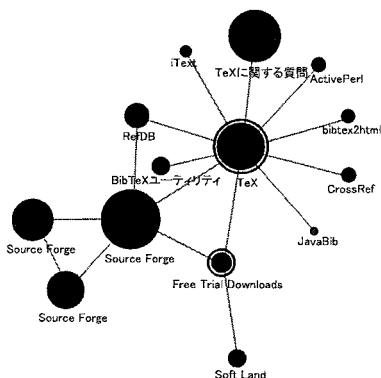 iText
TeXに関する質問
ActivePerl
RefDB
bibtex2html
BibTeXユーティリティ
TeX
CrossRef
Source Forge
Source Forge
JavaBib
Free Trial Downloads
Source Forge
Soft Land